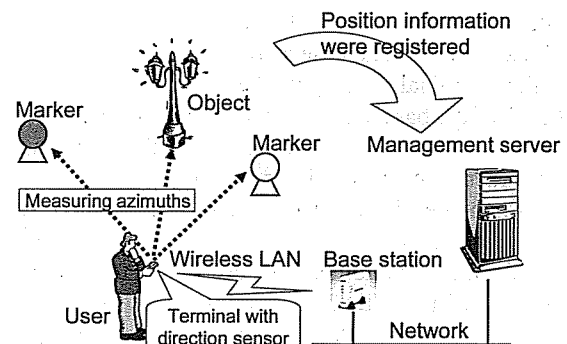 Position information
were registered
Object
Marker
Marker
Management server
Measuring azimuths
Wireless LAN
Base station
User
Terminal with
direction sensor
Network